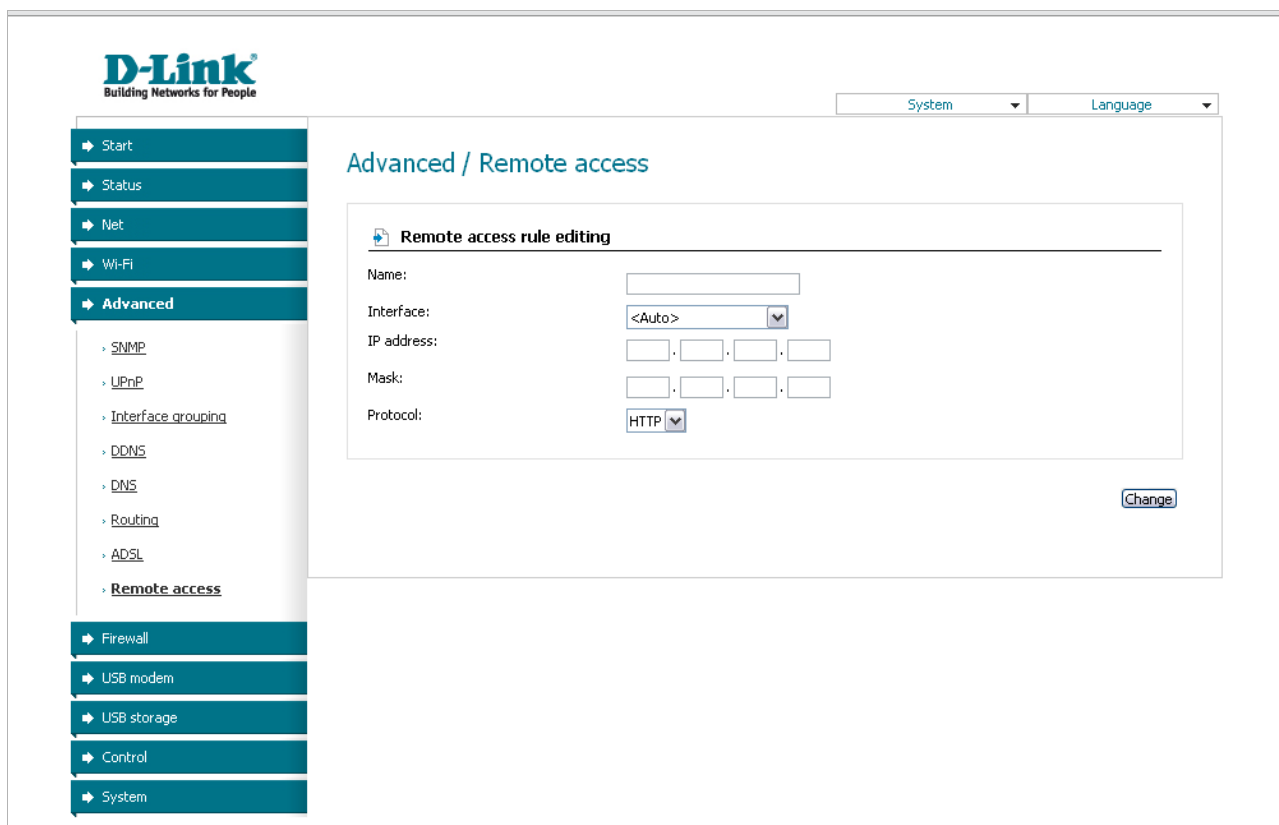 D-Link®
Building Networks for People
System Language
Start
Status
Net
Wi-Fi
Advanced
SNMP
UPnP
Interface grouping
DDNS
DNS
Routing
ADSL
Remote access
Firewall
USB modem
USB storage
Control
System
Advanced / Remote access
Remote access rule editing
Name:
Interface: <Auto>
IP address: . . .
Mask: . . .
Protocol: HTTP
Change